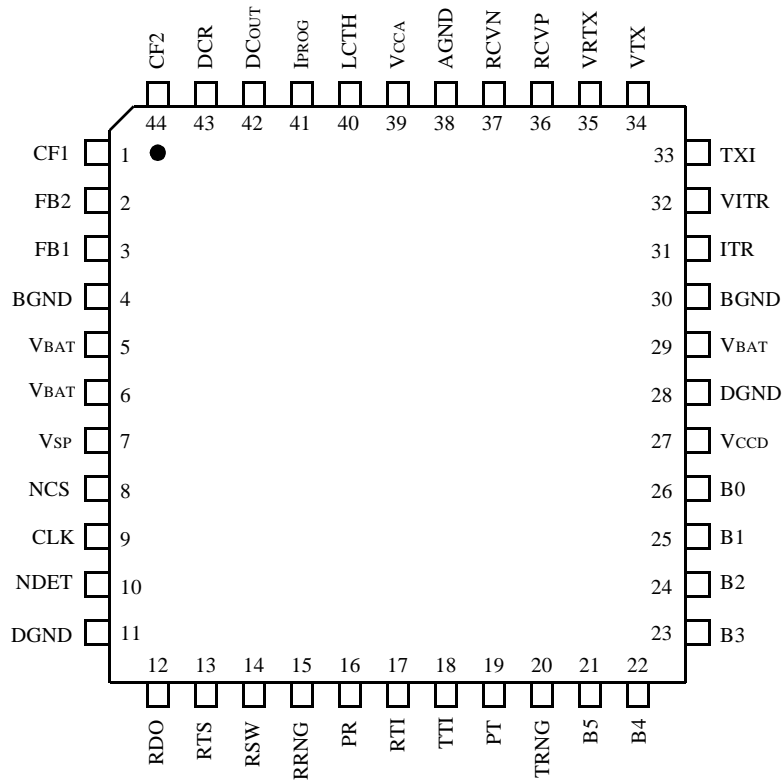 CF2 DCR DCOUT IPROG LCTH VCCA AGND RCVN RCVP VRTX VTX
44 43 42 41 40 39 38 37 36 35 34
CF1 1 33 TXI
FB2 2 32 VITR
FB1 3 31 ITR
BGND 4 30 BGND
VBAT 5 29 VBAT
VBAT 6 28 DGND
VSP 7 27 VCCD
NCS 8 26 B0
CLK 9 25 B1
NDET 10 24 B2
DGND 11 23 B3
12 13 14 15 16 17 18 19 20 21 22
RDO RTS RSW RRNG PR RTI TTI PT TRNG B5 B4